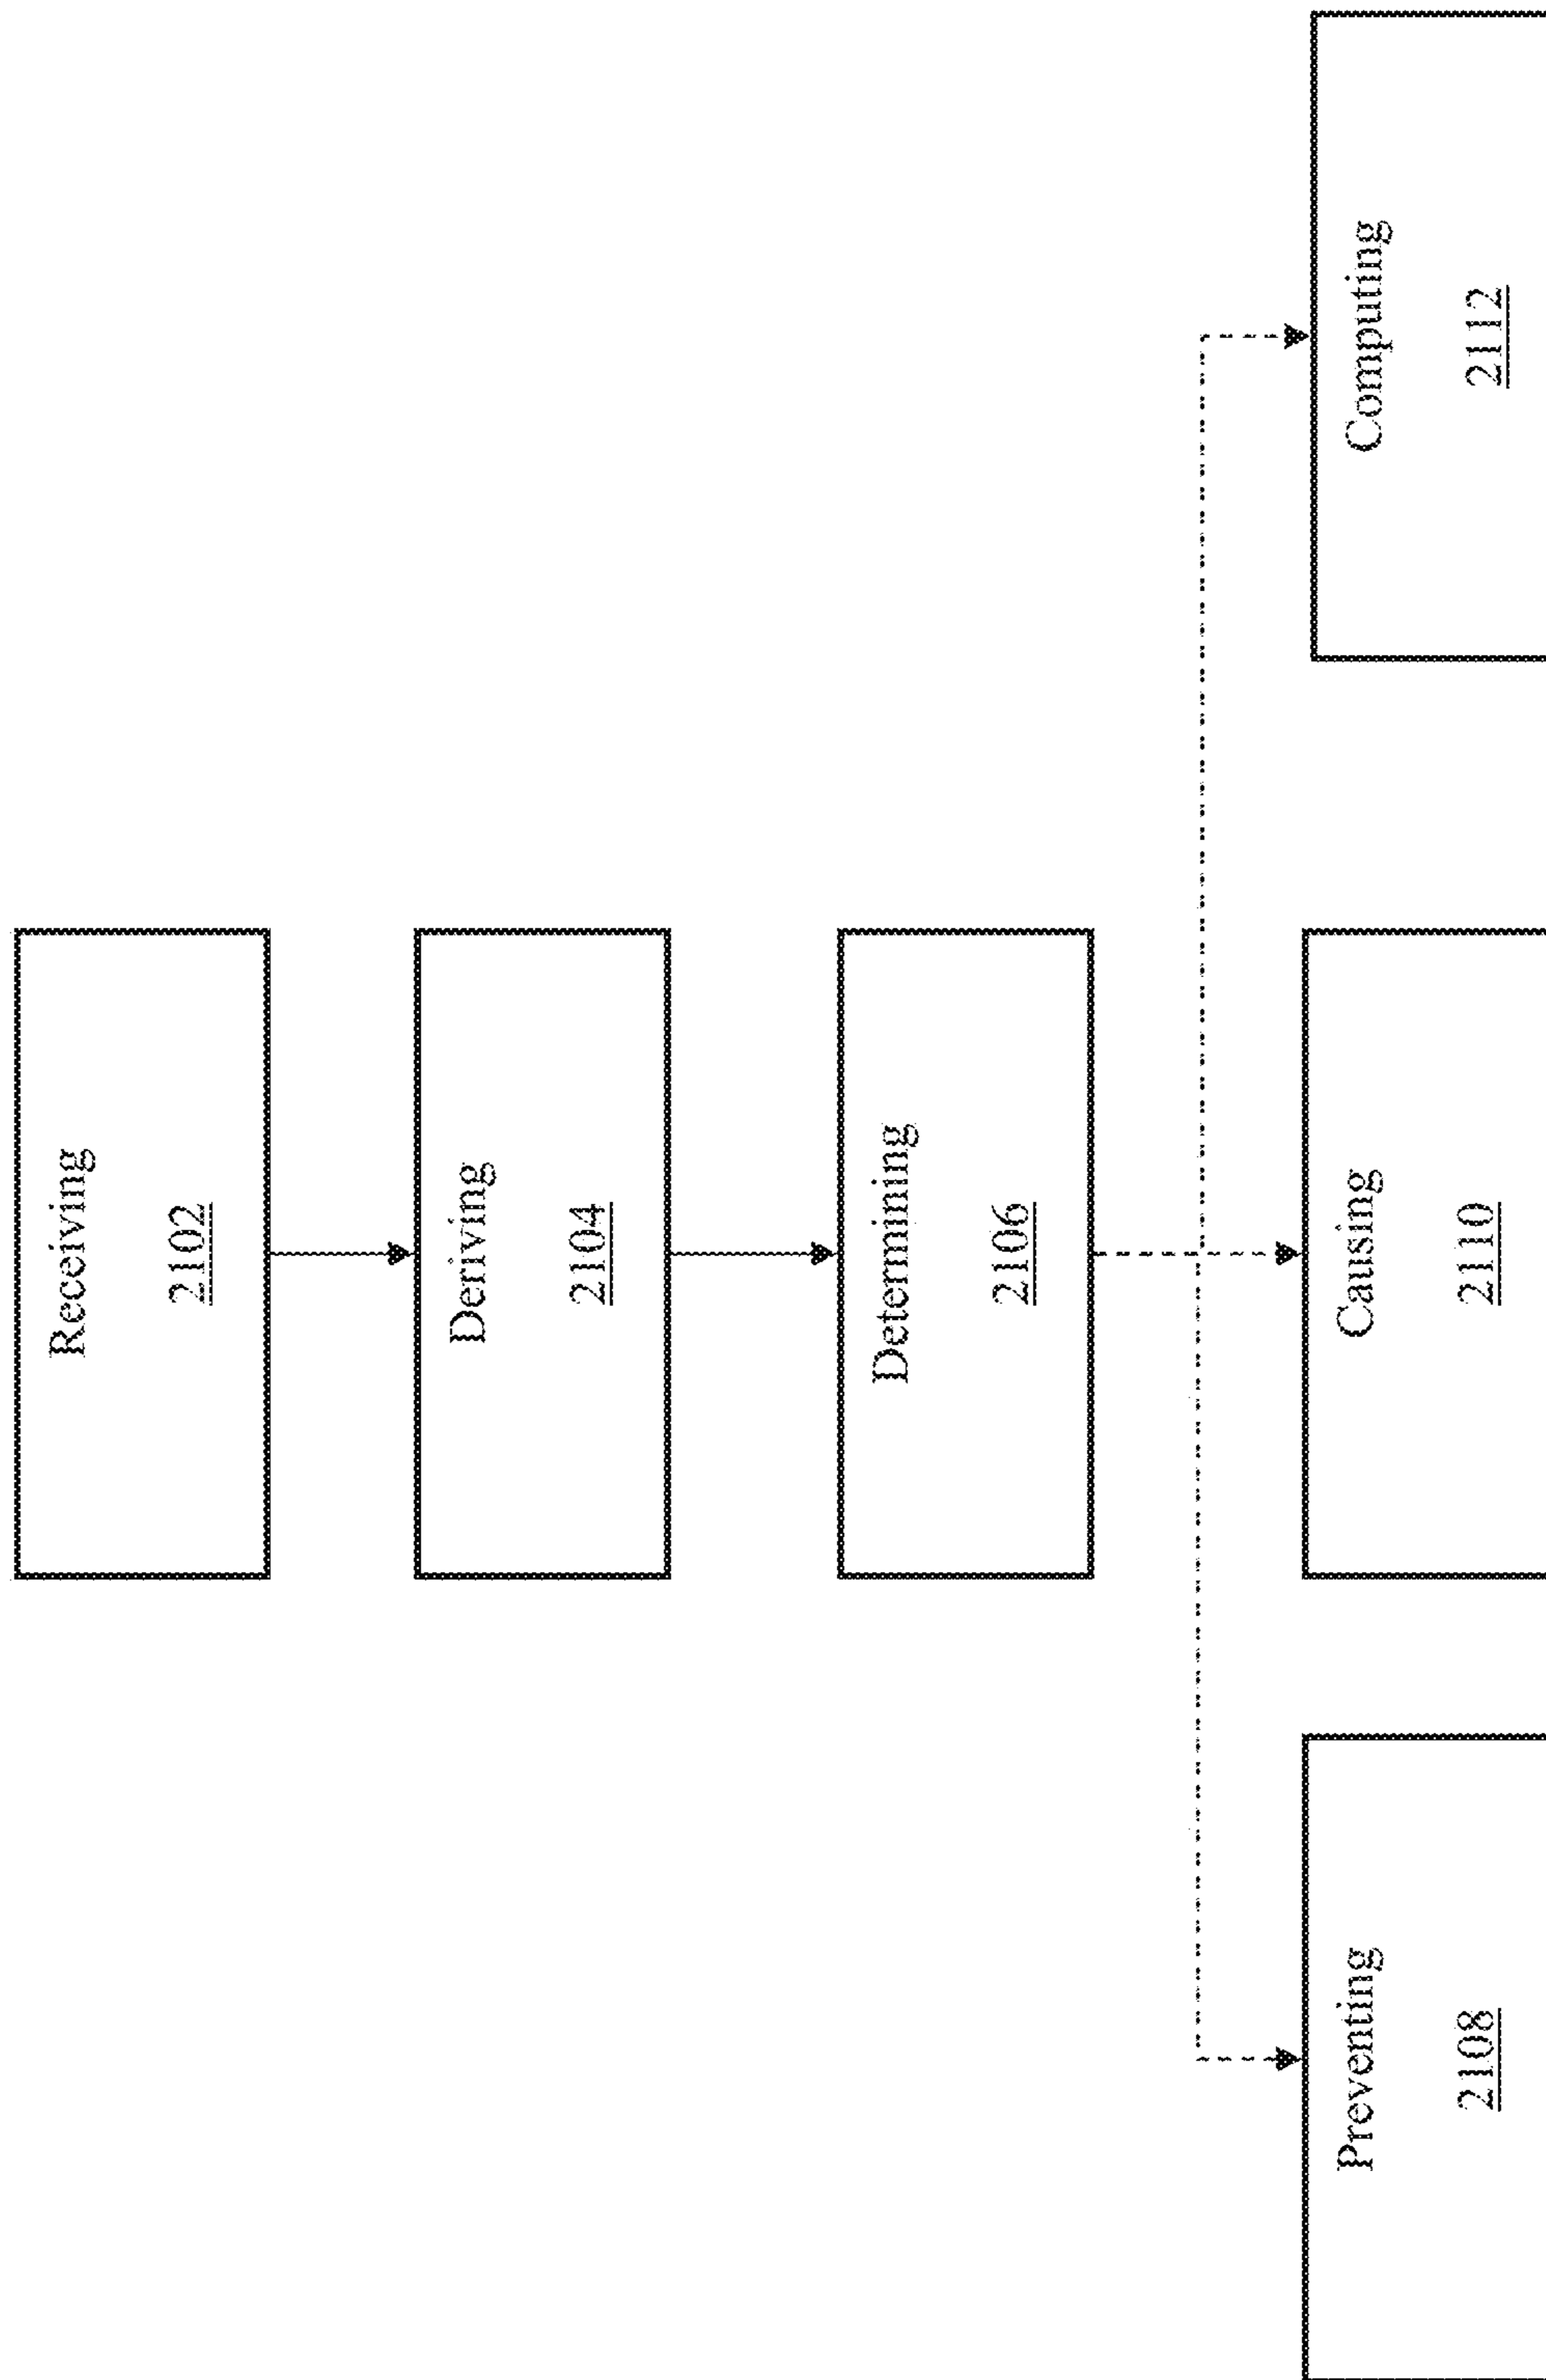 Receiving
2102
Deriving
2104
Determining
2106
Preventing
2108
Causing
2110
Computing
2112